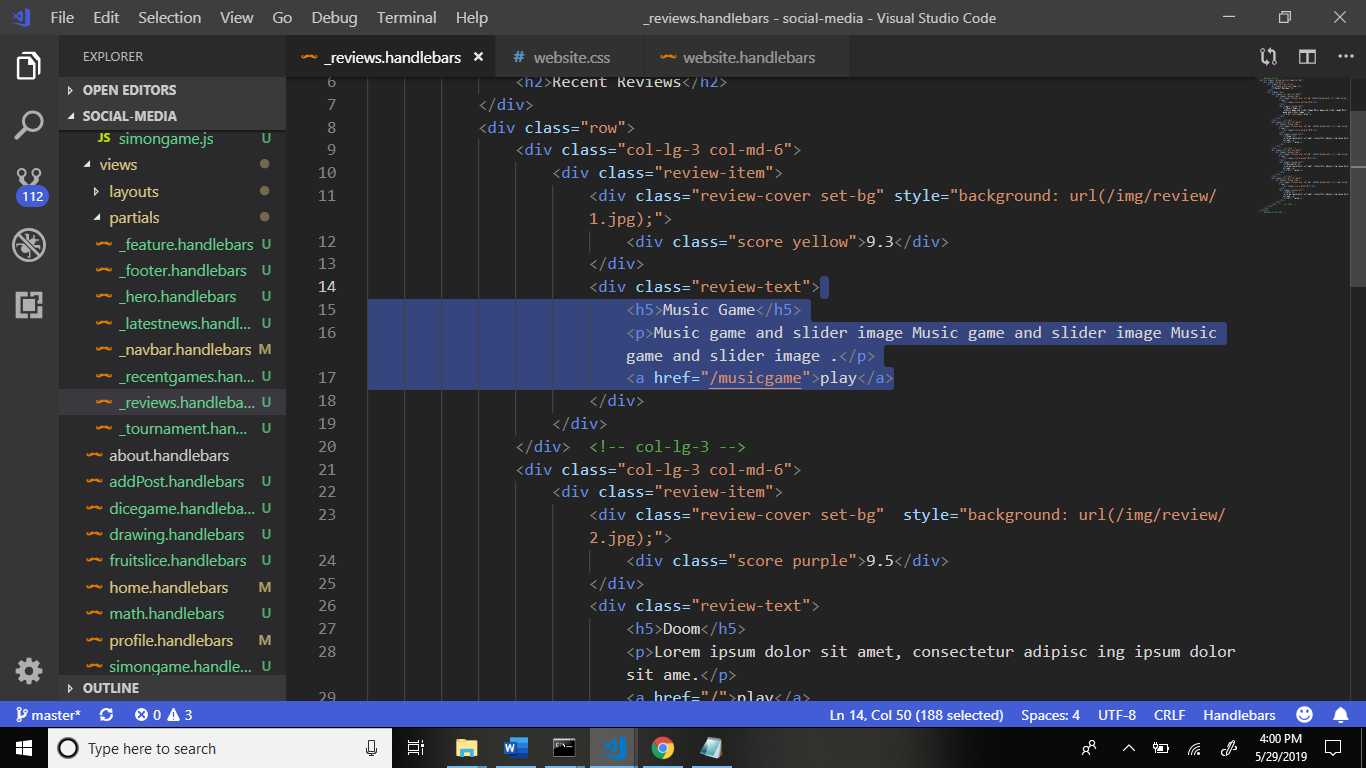 File Edit Selection View Go Debug Terminal Help
_reviews.handlebars - social-media - Visual Studio Code
EXPLORER
OPEN EDITORS
SOCIAL-MEDIA
JS simongame.js U
views
layouts
partials
_feature.handlebars U
_footer.handlebars U
_hero.handlebars U
_latestnews.handl... U
_navbar.handlebars M
_recentgames.han... U
_reviews.handleba... U
_tournament.han... U
about.handlebars
addPost.handlebars U
dicegame.handleba... U
drawing.handlebars U
fruitslice.handlebars U
home.handlebars M
math.handlebars U
profile.handlebars M
simongame.handle... U
OUTLINE
112
_reviews.handlebars × # website.css website.handlebars
6 <h2>Recent Reviews</h2>
7 </div>
8 <div class="row">
9 <div class="col-lg-3 col-md-6">
10 <div class="review-item">
11 <div class="review-cover set-bg" style="background: url(/img/review/
1.jpg);">
12 <div class="score yellow">9.3</div>
13 </div>
14 <div class="review-text">
15 <h5>Music Game</h5>
16 <p>Music game and slider image Music game and slider image Music
game and slider image .</p>
17 <a href="/musicgame">play</a>
18 </div>
19 </div>
20 </div> <!-- col-lg-3 -->
21 <div class="col-lg-3 col-md-6">
22 <div class="review-item">
23 <div class="review-cover set-bg"  style="background: url(/img/review/
2.jpg);">
24 <div class="score purple">9.5</div>
25 </div>
26 <div class="review-text">
27 <h5>Doom</h5>
28 <p>Lorem ipsum dolor sit amet, consectetur adipisc ing ipsum dolor
sit ame.</p>
29 <a href="/">play</a>
master* 0 3
Ln 14, Col 50 (188 selected) Spaces: 4 UTF-8 CRLF Handlebars
Type here to search
4:00 PM
5/29/2019